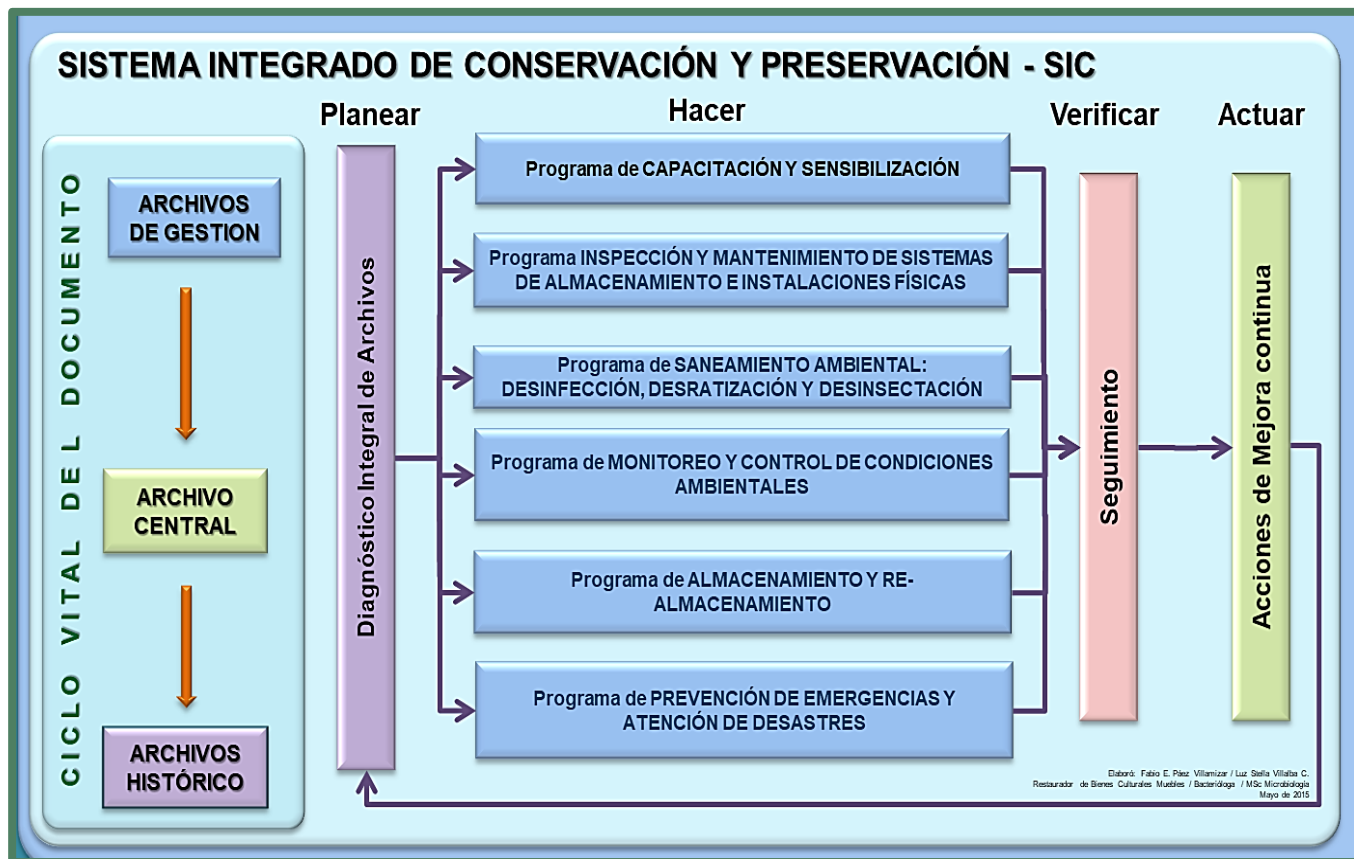 SISTEMA INTEGRADO DE CONSERVACIÓN Y PRESERVACIÓN - SIC
Planear
Hacer
Verificar
Actuar
CICLO VITAL DEL DOCUMENTO
ARCHIVOS
DE GESTION
ARCHIVO
CENTRAL
ARCHIVOS
HISTÓRICO
Diagnóstico Integral de Archivos
Programa de CAPACITACIÓN Y SENSIBILIZACIÓN
Programa INSPECCIÓN Y MANTENIMIENTO DE SISTEMAS
DE ALMACENAMIENTO E INSTALACIONES FÍSICAS
Programa de SANEAMIENTO AMBIENTAL:
DESINFECCIÓN, DESRATIZACIÓN Y DESINSECTACIÓN
Programa de MONITOREO Y CONTROL DE CONDICIONES
AMBIENTALES
Programa de ALMACENAMIENTO Y RE-
ALMACENAMIENTO
Programa de PREVENCIÓN DE EMERGENCIAS Y
ATENCIÓN DE DESASTRES
Seguimiento
Acciones de Mejora continua
Elaboró: Fabio E. Páez Villamizar / Luz Stella Villalba C.
Restaurador de Bienes Culturales Muebles / Bacterióloga / MSc Microbiología
Mayo de 2015